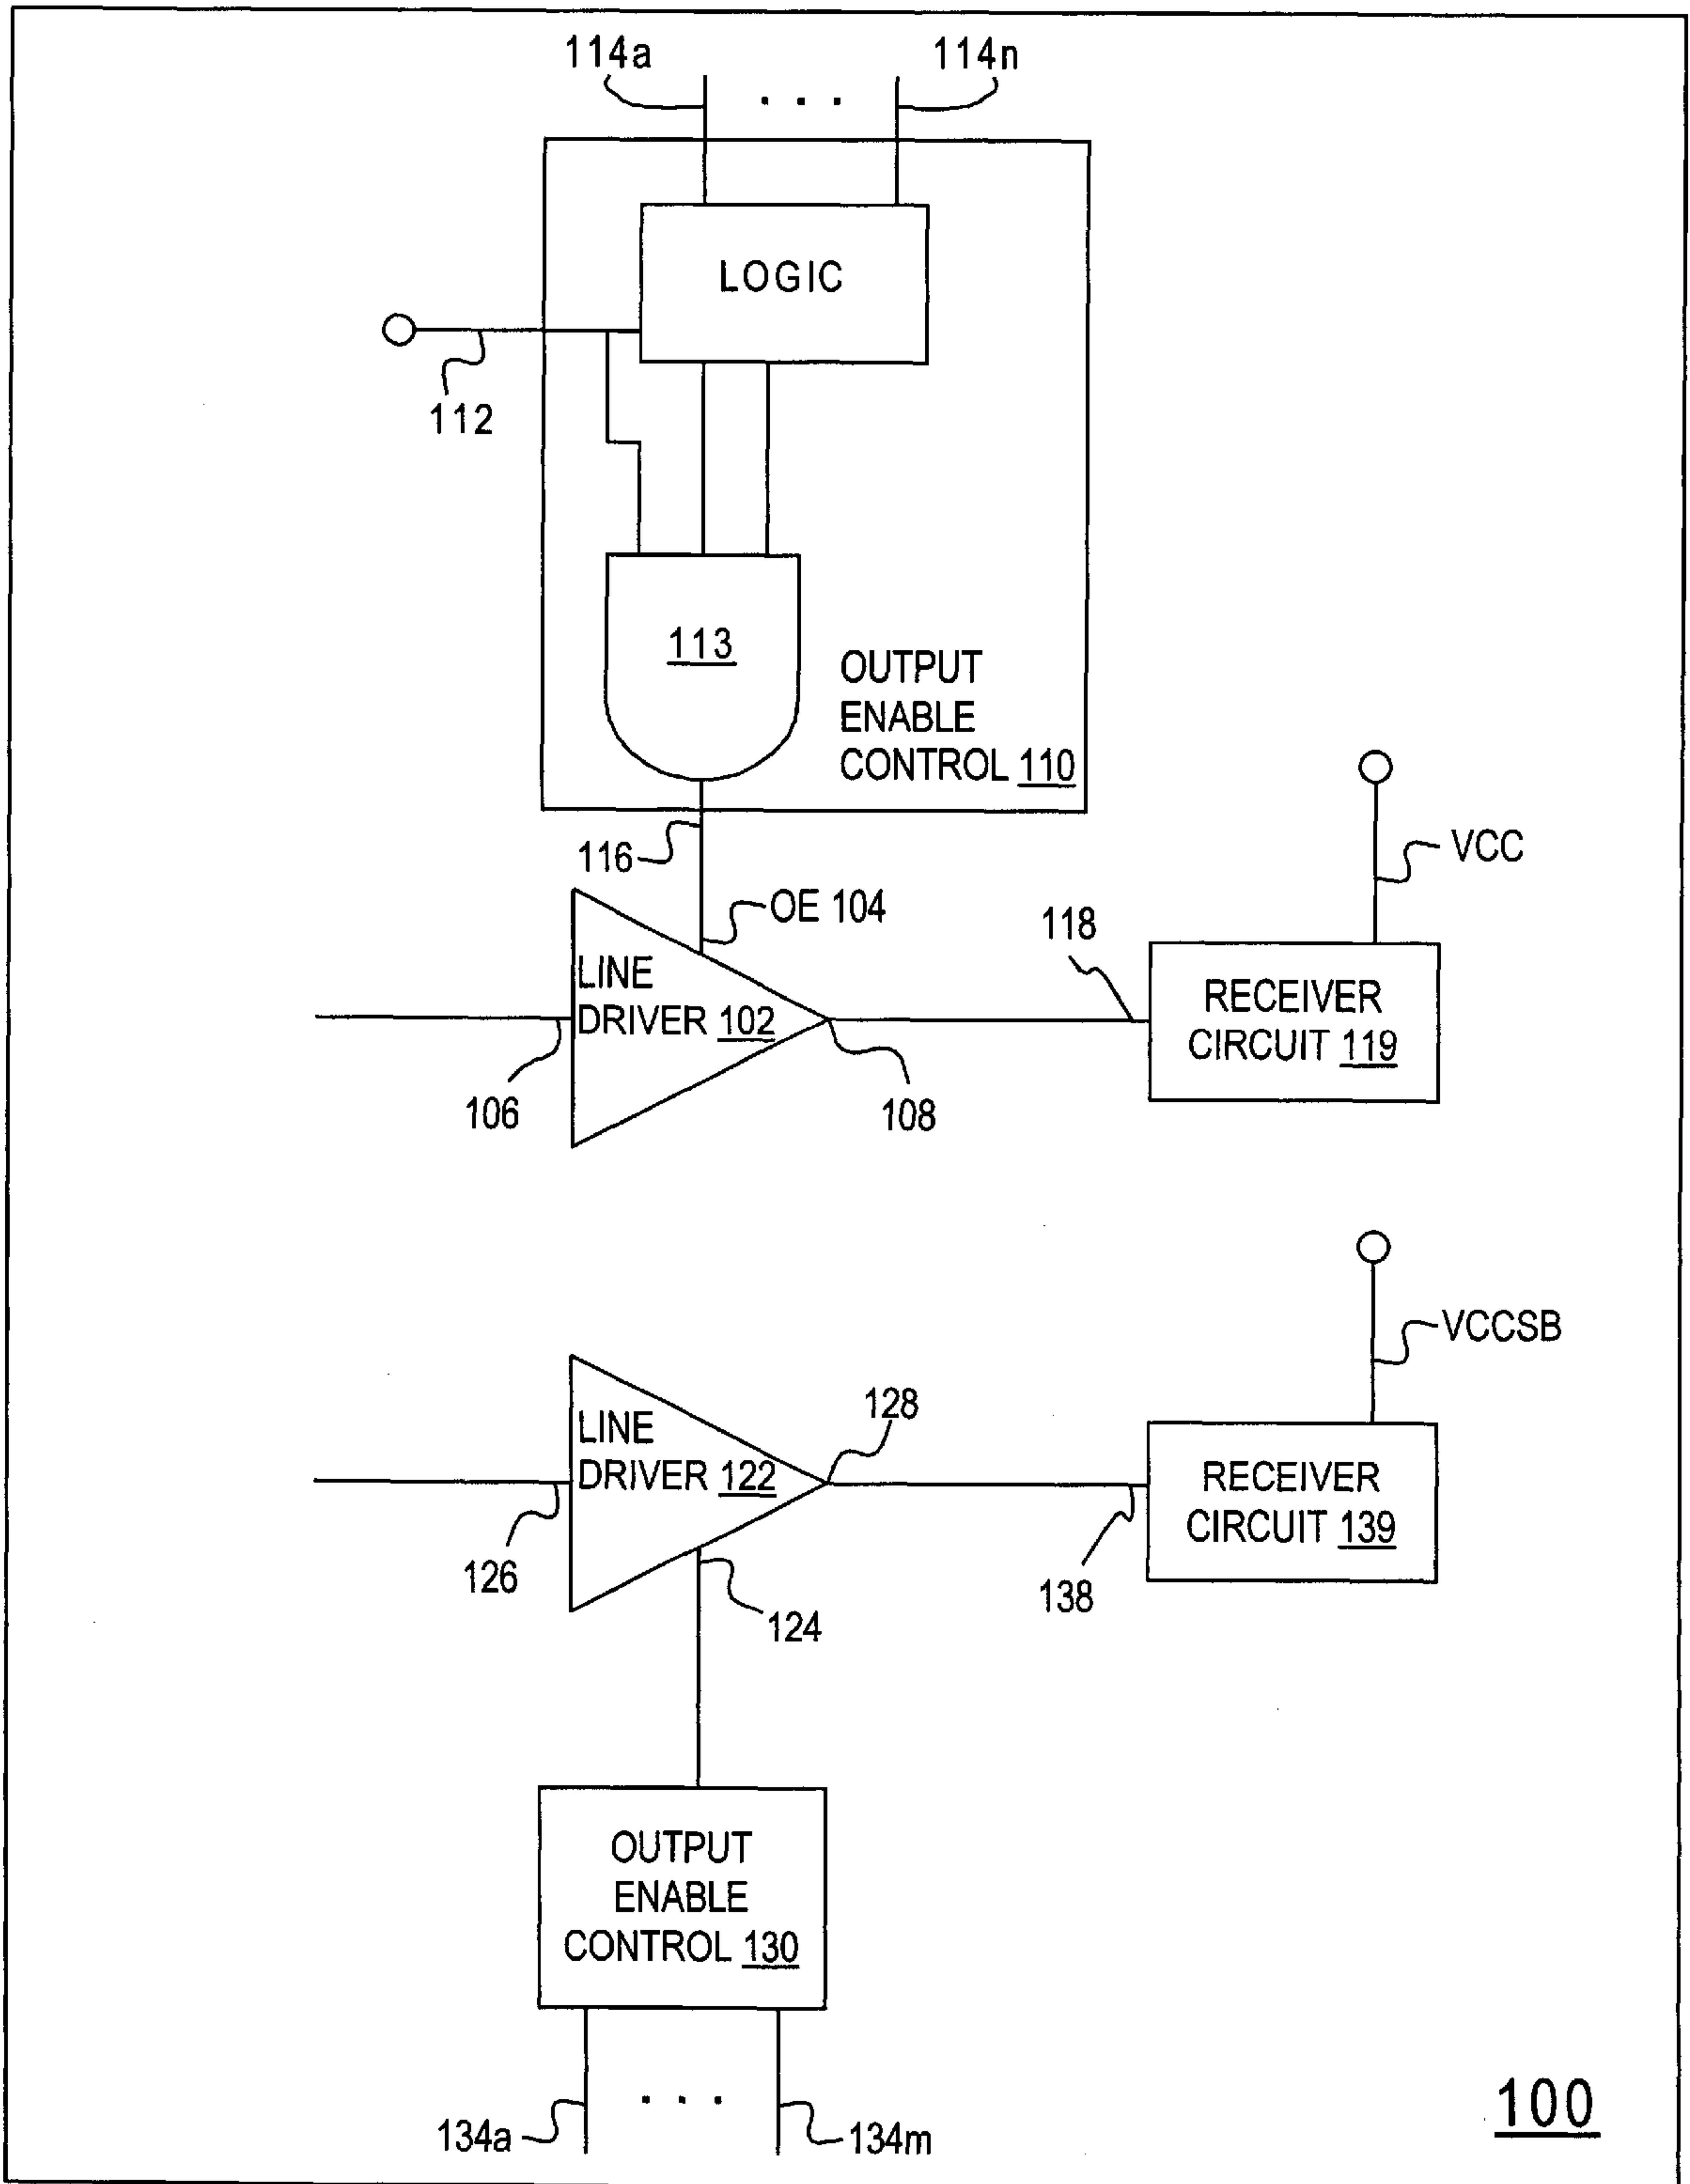 114a
114n
LOGIC
112
113
OUTPUT
ENABLE
CONTROL 110
116
VCC
OE 104
118
LINE
DRIVER 102
RECEIVER
CIRCUIT 119
106
108
VCCSB
128
LINE
DRIVER 122
RECEIVER
CIRCUIT 139
126
138
124
OUTPUT
ENABLE
CONTROL 130
134a
134m
100